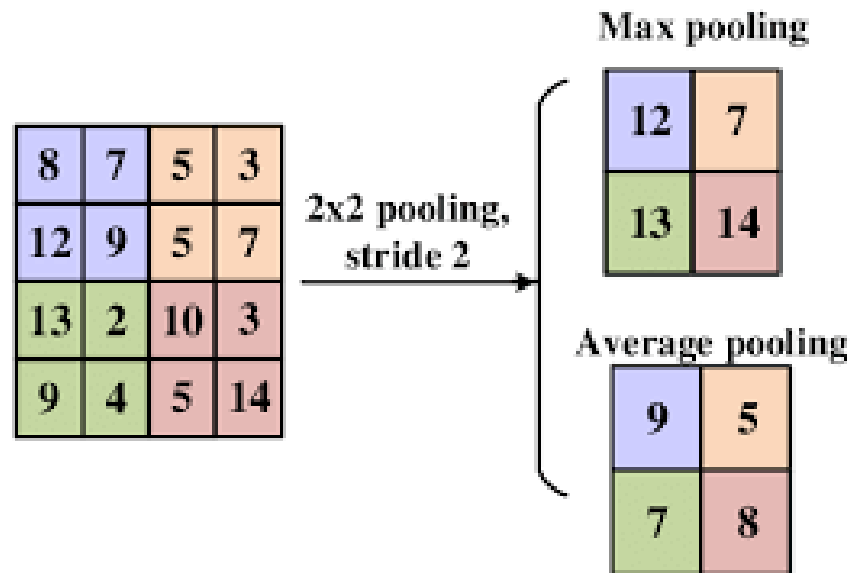 Max pooling
12 7
13 14
8 7 5 3
12 9 5 7
13 2 10 3
9 4 5 14
2x2 pooling,
stride 2
Average pooling
9 5
7 8